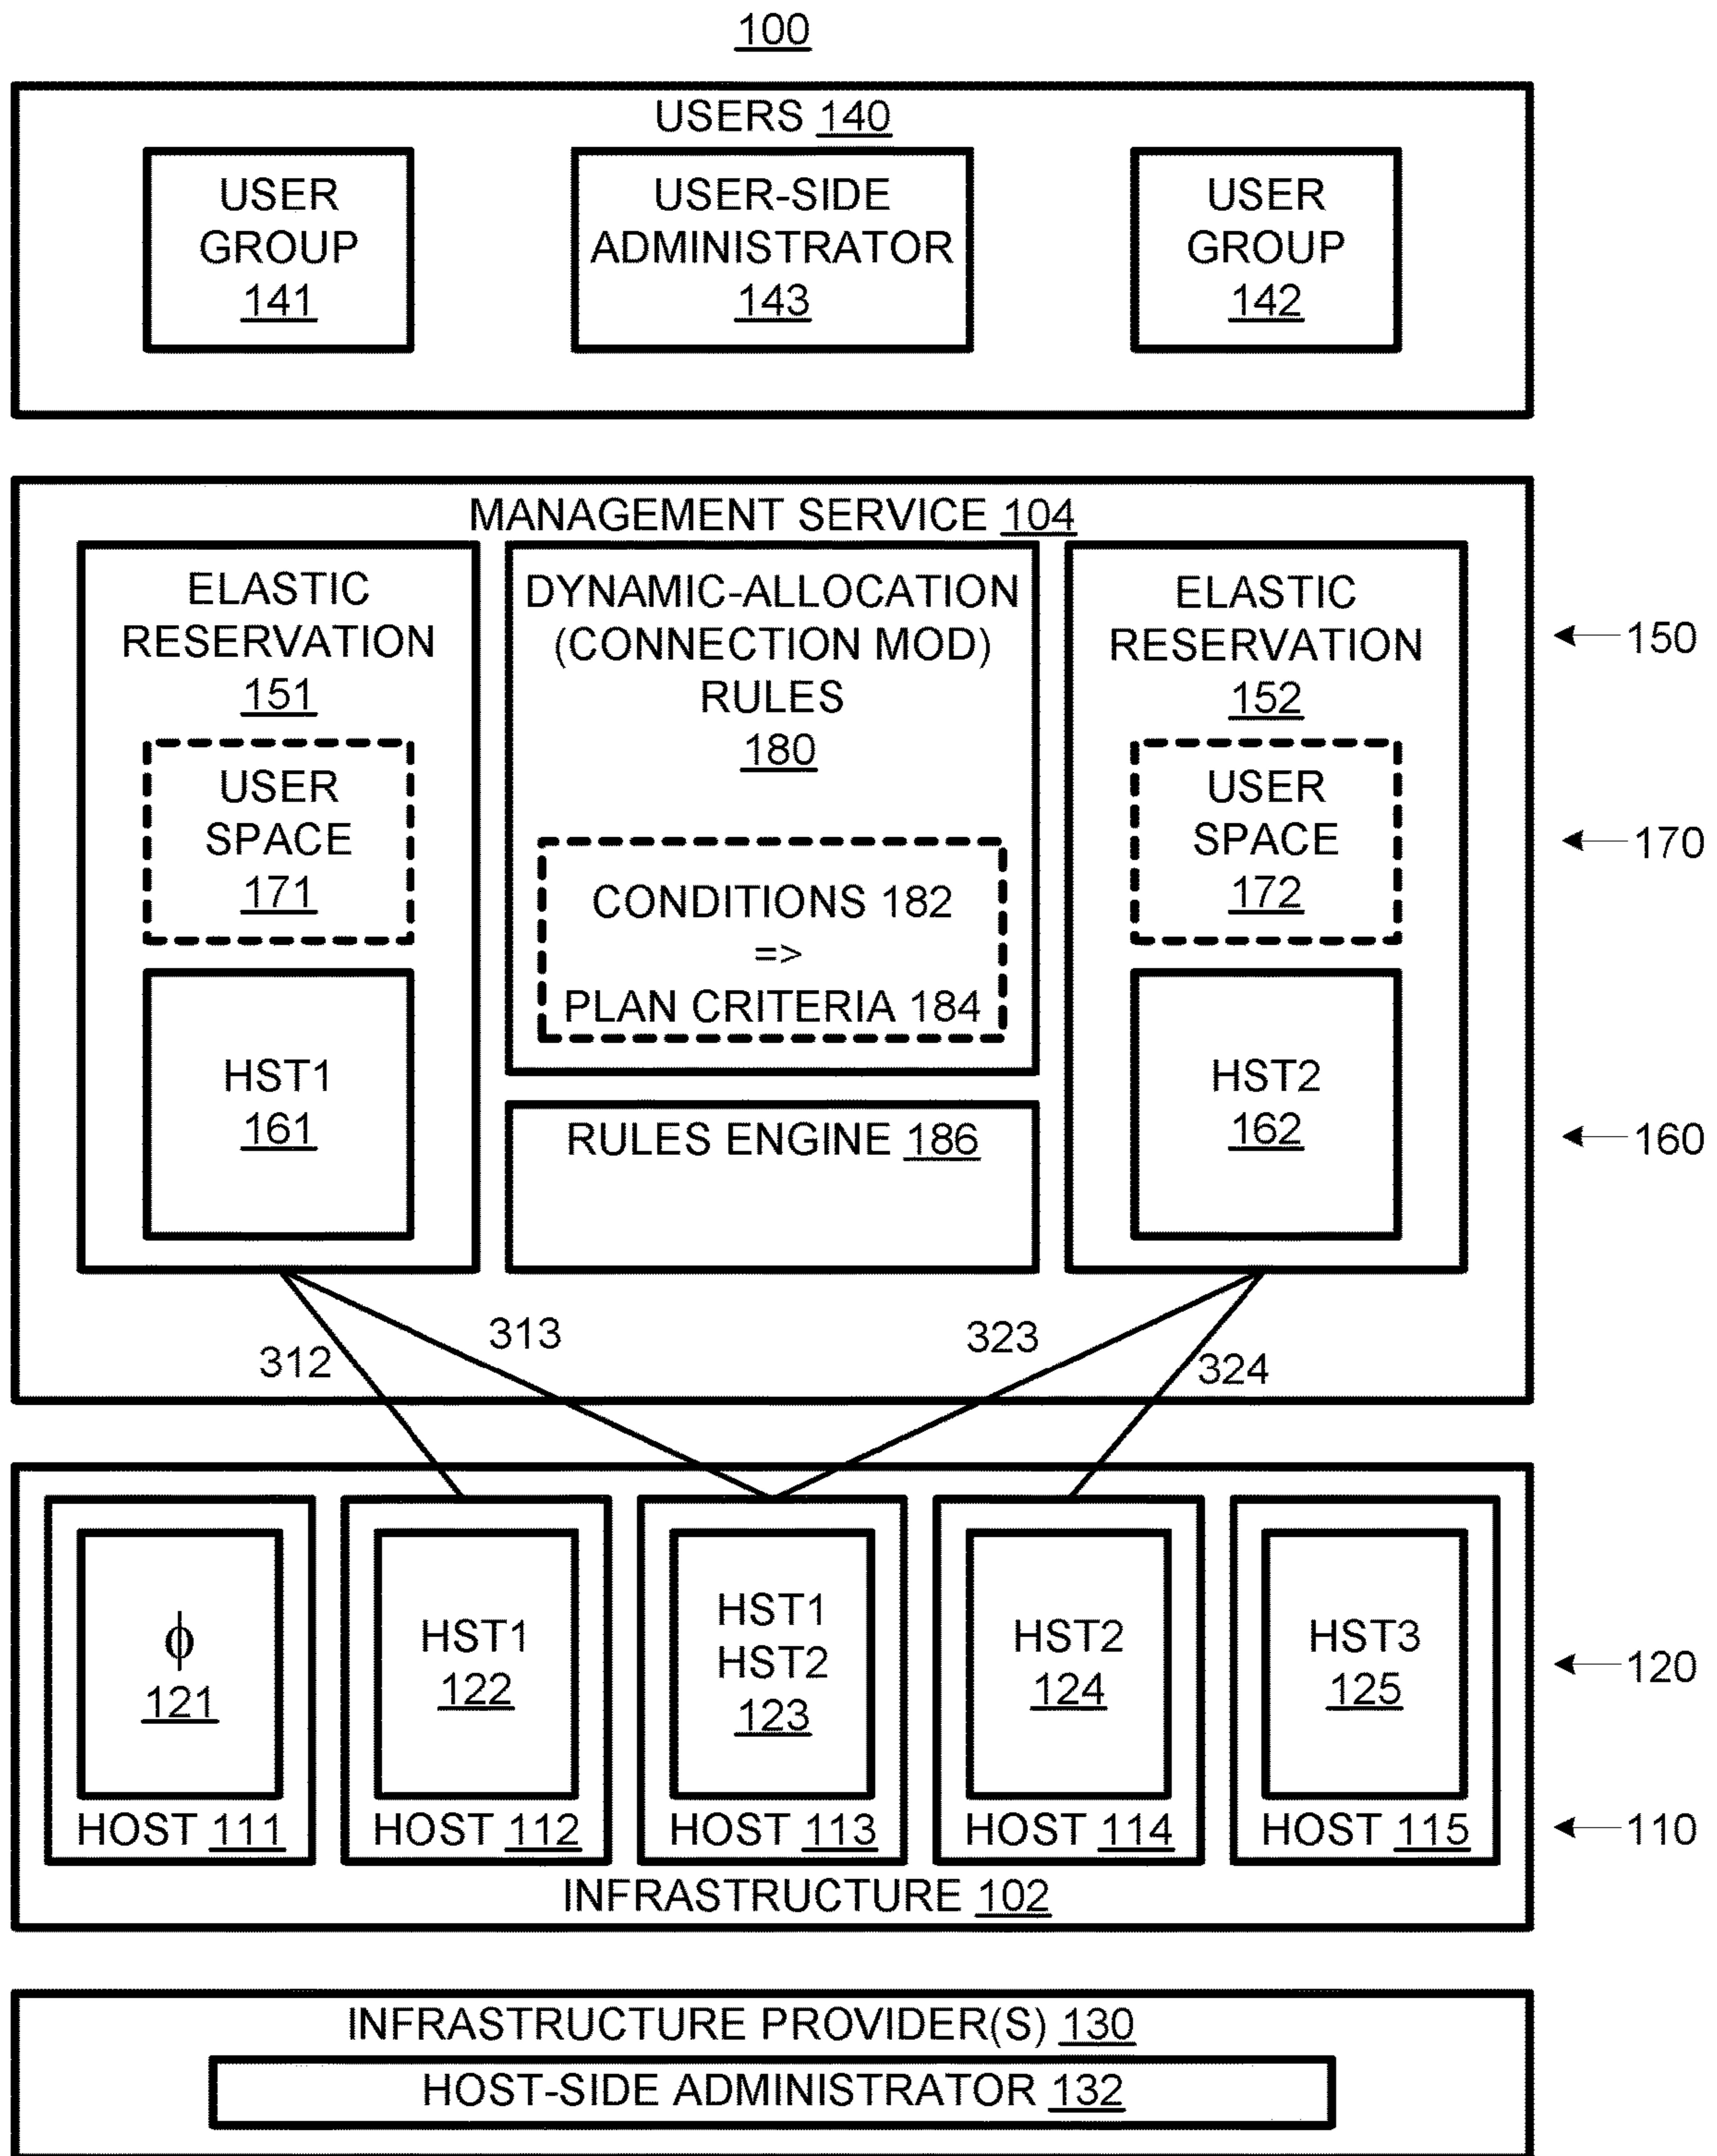 100
USERS 140
USER
GROUP
141
USER-SIDE
ADMINISTRATOR
143
USER
GROUP
142
MANAGEMENT SERVICE 104
ELASTIC
RESERVATION
151
USER
SPACE
171
HST1
161
DYNAMIC-ALLOCATION
(CONNECTION MOD)
RULES
180
CONDITIONS 182
=>
PLAN CRITERIA 184
RULES ENGINE 186
ELASTIC
RESERVATION
152
USER
SPACE
172
HST2
162
150
170
160
312
313
323
324
ϕ
121
HOST 111
HST1
122
HOST 112
HST1
HST2
123
HOST 113
HST2
124
HOST 114
HST3
125
HOST 115
120
110
INFRASTRUCTURE 102
INFRASTRUCTURE PROVIDER(S) 130
HOST-SIDE ADMINISTRATOR 132